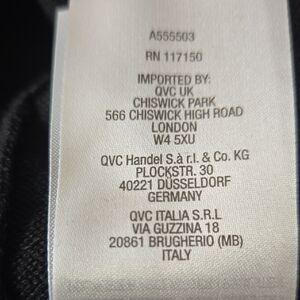 A555503
RN 117150
IMPORTED BY:
QVC UK
CHISWICK PARK
566 CHISWICK HIGH ROAD
LONDON
W4 5XU
QVC Handel S.à r.l. & Co. KG
PLOCKSTR. 30
40221 DÜSSELDORF
GERMANY
QVC ITALIA S.R.L
VIA GUZZINA 18
20861 BRUGHERIO (MB)
ITALY